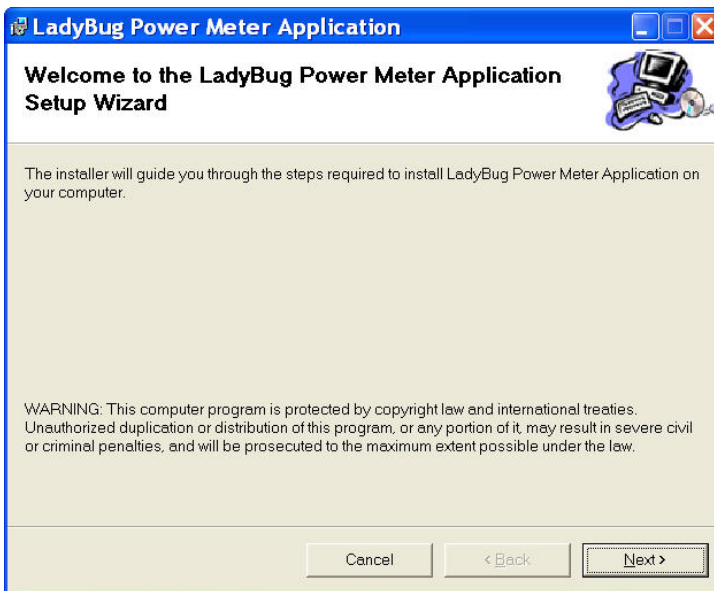 LadyBug Power Meter Application
Welcome to the LadyBug Power Meter Application
Setup Wizard
The installer will guide you through the steps required to install LadyBug Power Meter Application on
your computer.
WARNING: This computer program is protected by copyright law and international treaties.
Unauthorized duplication or distribution of this program, or any portion of it, may result in severe civil
or criminal penalties, and will be prosecuted to the maximum extent possible under the law.
Cancel < Back Next >